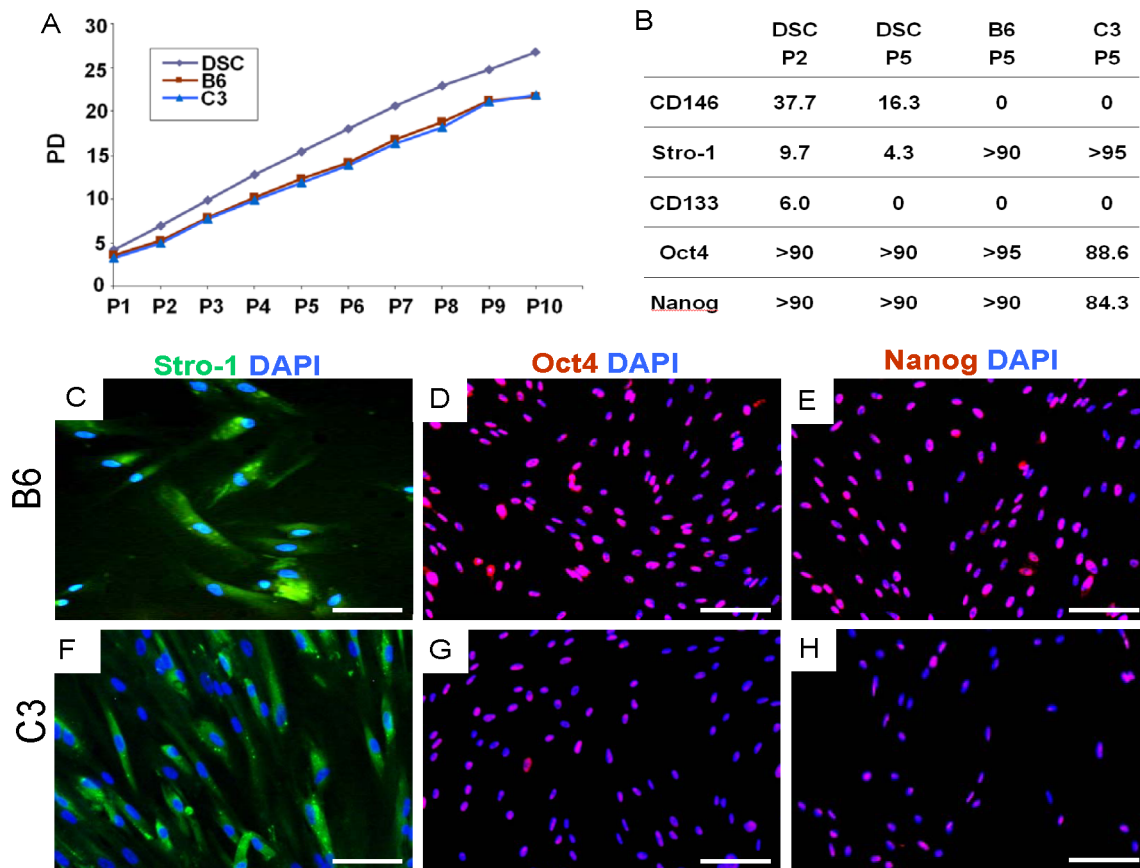 A
30
25
20
15
10
5
0
PD
DSC
B6
C3
P1 P2 P3 P4 P5 P6 P7 P8 P9 P10
B
DSC DSC B6 C3
P2 P5 P5 P5
CD146 37.7 16.3 0 0
Stro-1 9.7 4.3 >90 >95
CD133 6.0 0 0 0
Oct4 >90 >90 >95 88.6
Nanog >90 >90 >90 84.3
Stro-1 DAPI Oct4 DAPI Nanog DAPI
B6
C D E
C3
F G H